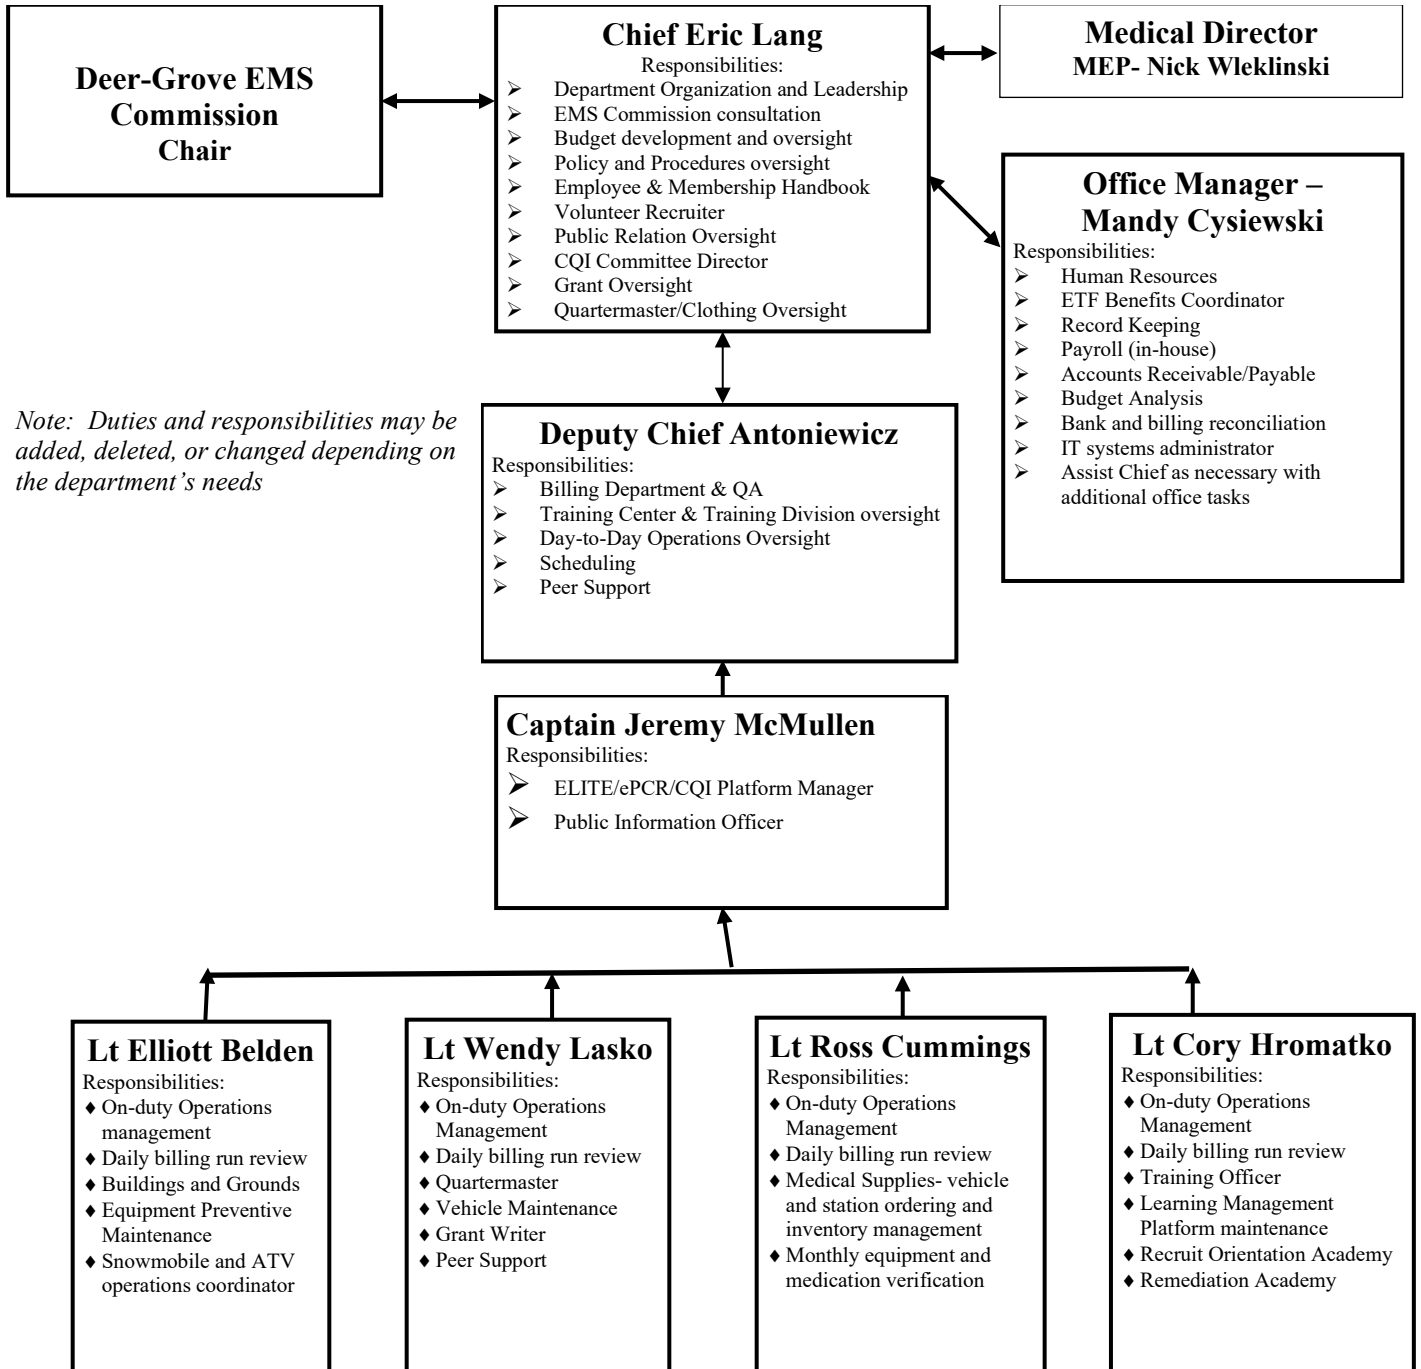 Deer-Grove EMS
Commission
Chair
Chief Eric Lang
Responsibilities:
➢ Department Organization and Leadership
➢ EMS Commission consultation
➢ Budget development and oversight
➢ Policy and Procedures oversight
➢ Employee & Membership Handbook
➢ Volunteer Recruiter
➢ Public Relation Oversight
➢ CQI Committee Director
➢ Grant Oversight
➢ Quartermaster/Clothing Oversight
Medical Director
MEP- Nick Wleklinski
Office Manager –
Mandy Cysiewski
Responsibilities:
➢ Human Resources
➢ ETF Benefits Coordinator
➢ Record Keeping
➢ Payroll (in-house)
➢ Accounts Receivable/Payable
➢ Budget Analysis
➢ Bank and billing reconciliation
➢ IT systems administrator
➢ Assist Chief as necessary with
additional office tasks
Note: Duties and responsibilities may be
added, deleted, or changed depending on
the department’s needs
Deputy Chief Antoniewicz
Responsibilities:
➢ Billing Department & QA
➢ Training Center & Training Division oversight
➢ Day-to-Day Operations Oversight
➢ Scheduling
➢ Peer Support
Captain Jeremy McMullen
Responsibilities:
➢ ELITE/ePCR/CQI Platform Manager
➢ Public Information Officer
Lt Elliott Belden
Responsibilities:
♦ On-duty Operations
management
♦ Daily billing run review
♦ Buildings and Grounds
♦ Equipment Preventive
Maintenance
♦ Snowmobile and ATV
operations coordinator
Lt Wendy Lasko
Responsibilities:
♦ On-duty Operations
Management
♦ Daily billing run review
♦ Quartermaster
♦ Vehicle Maintenance
♦ Grant Writer
♦ Peer Support
Lt Ross Cummings
Responsibilities:
♦ On-duty Operations
Management
♦ Daily billing run review
♦ Medical Supplies- vehicle
and station ordering and
inventory management
♦ Monthly equipment and
medication verification
Lt Cory Hromatko
Responsibilities:
♦ On-duty Operations
Management
♦ Daily billing run review
♦ Training Officer
♦ Learning Management
Platform maintenance
♦ Recruit Orientation Academy
♦ Remediation Academy